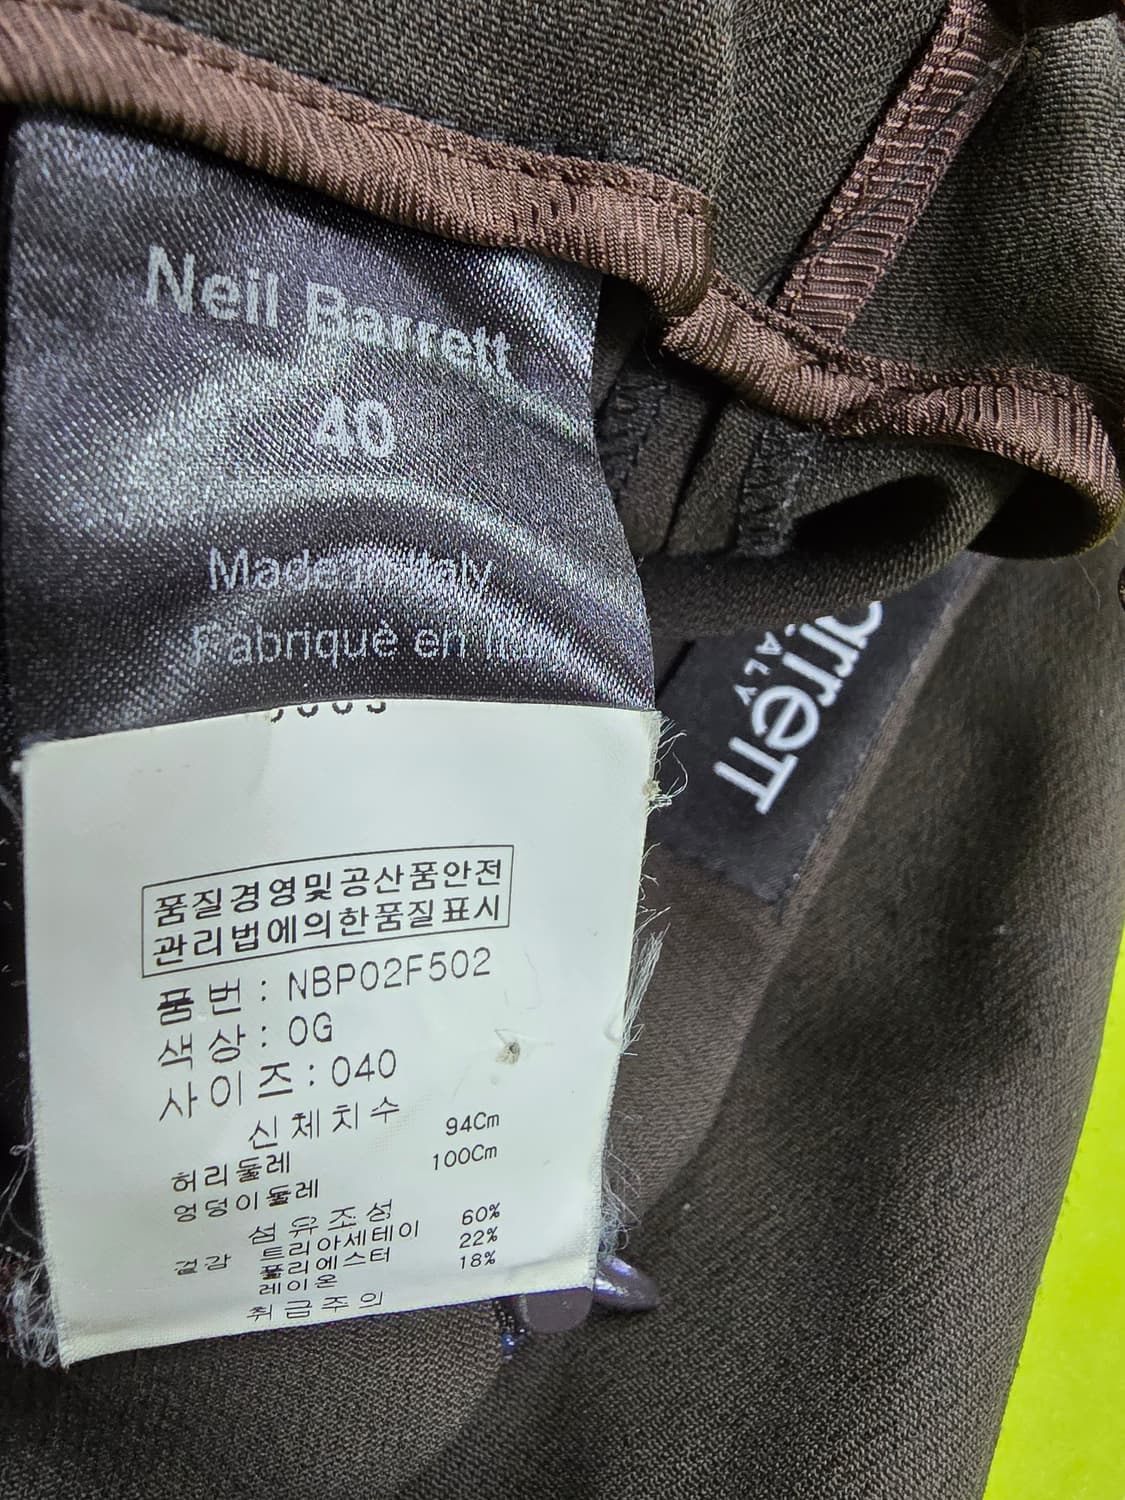 Neil Barrett
40
Made in Italy
Fabriquè en
arrett
ALY
품질경영및공산품안전
관리법에의한품질표시
품번 : NBP02F502
색상 : OG
사이즈 : 040
신체치수
허리둘레 94Cm
엉덩이둘레 100Cm
섬유조성
겉감 트리아세테이 60%
폴리에스터 22%
레이온 18%
취급주의